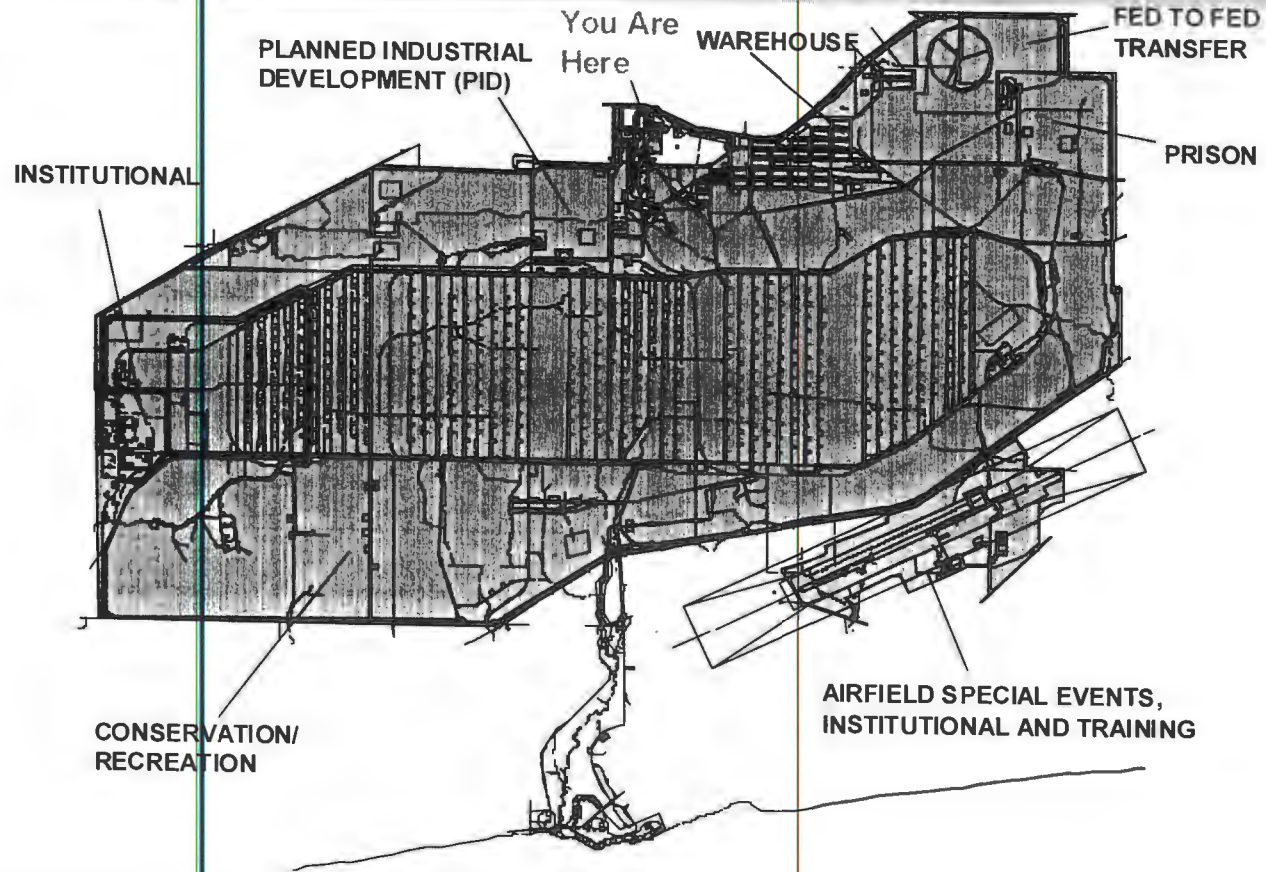 You Are
Here
FED TO FED
TRANSFER
PLANNED INDUSTRIAL
DEVELOPMENT (PID)
WAREHOUSE
PRISON
INSTITUTIONAL
CONSERVATION/
RECREATION
AIRFIELD SPECIAL EVENTS,
INSTITUTIONAL AND TRAINING